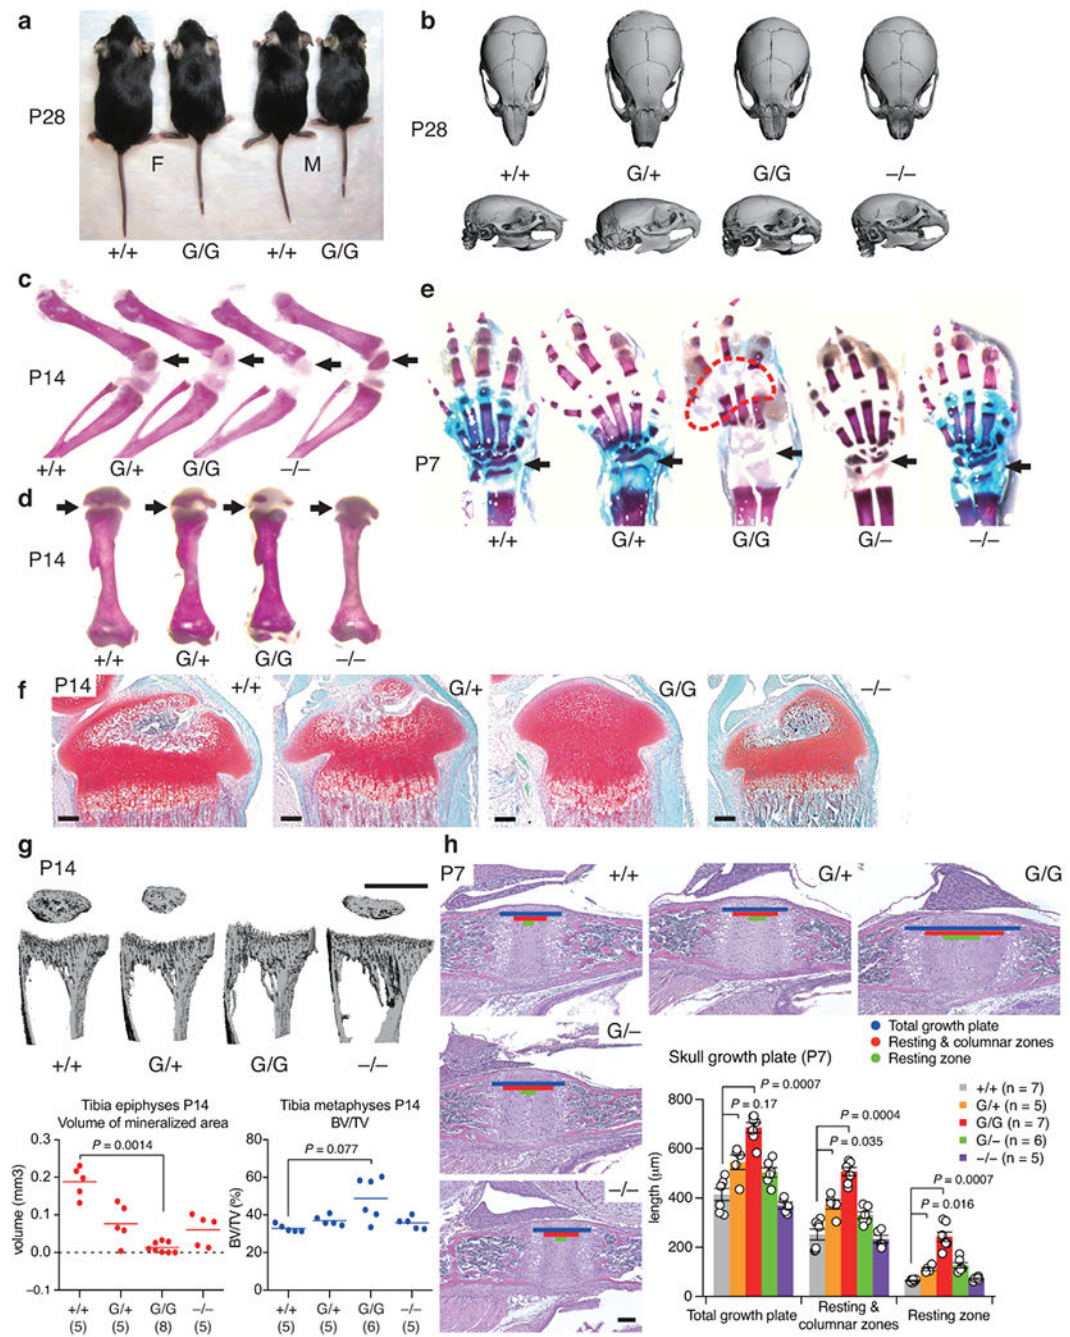 a
P28
F
M
+/+
G/G
+/+
G/G
b
P28
+/+
G/+
G/G
–/–
c
P14
+/+
G/+
G/G
–/–
d
P14
+/+
G/+
G/G
–/–
e
P7
+/+
G/+
G/G
G/–
–/–
f
P14
+/+
G/+
G/G
–/–
g
P14
+/+
G/+
G/G
–/–
Tibia epiphyses P14
Volume of mineralized area
P = 0.0014
volume (mm3)
0.3
0.2
0.1
0.0
–0.1
+/+ G/+ G/G –/–
(5) (5) (8) (5)
Tibia metaphyses P14
BV/TV
P = 0.077
BV/TV (%)
80
60
40
20
0
+/+ G/+ G/G –/–
(5) (5) (6) (5)
h
P7
+/+
G/+
G/G
G/–
–/–
Total growth plate
Resting & columnar zones
Resting zone
Skull growth plate (P7)
+/+ (n = 7)
G/+ (n = 5)
G/G (n = 7)
G/– (n = 6)
–/– (n = 5)
P = 0.0007
P = 0.17
P = 0.0004
P = 0.035
P = 0.0007
P = 0.016
length (μm)
800
600
400
200
0
Total growth plate
Resting &
columnar zones
Resting zone